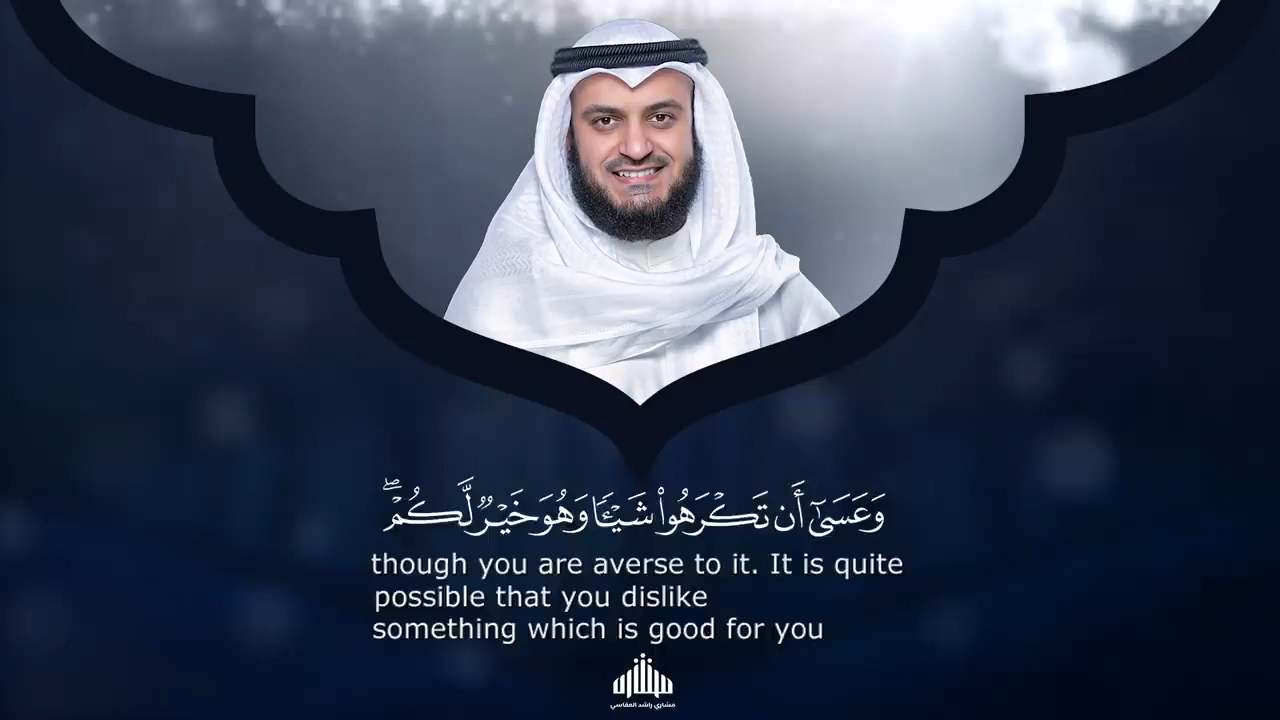 وَعَسَىٰٓ أَن تَكۡرَهُواْ شَيۡـٔٗا وَهُوَ خَيۡرٞ لَّكُمۡۖ
though you are averse to it. It is quite
possible that you dislike
something which is good for you
مشاري راشد العفاسي